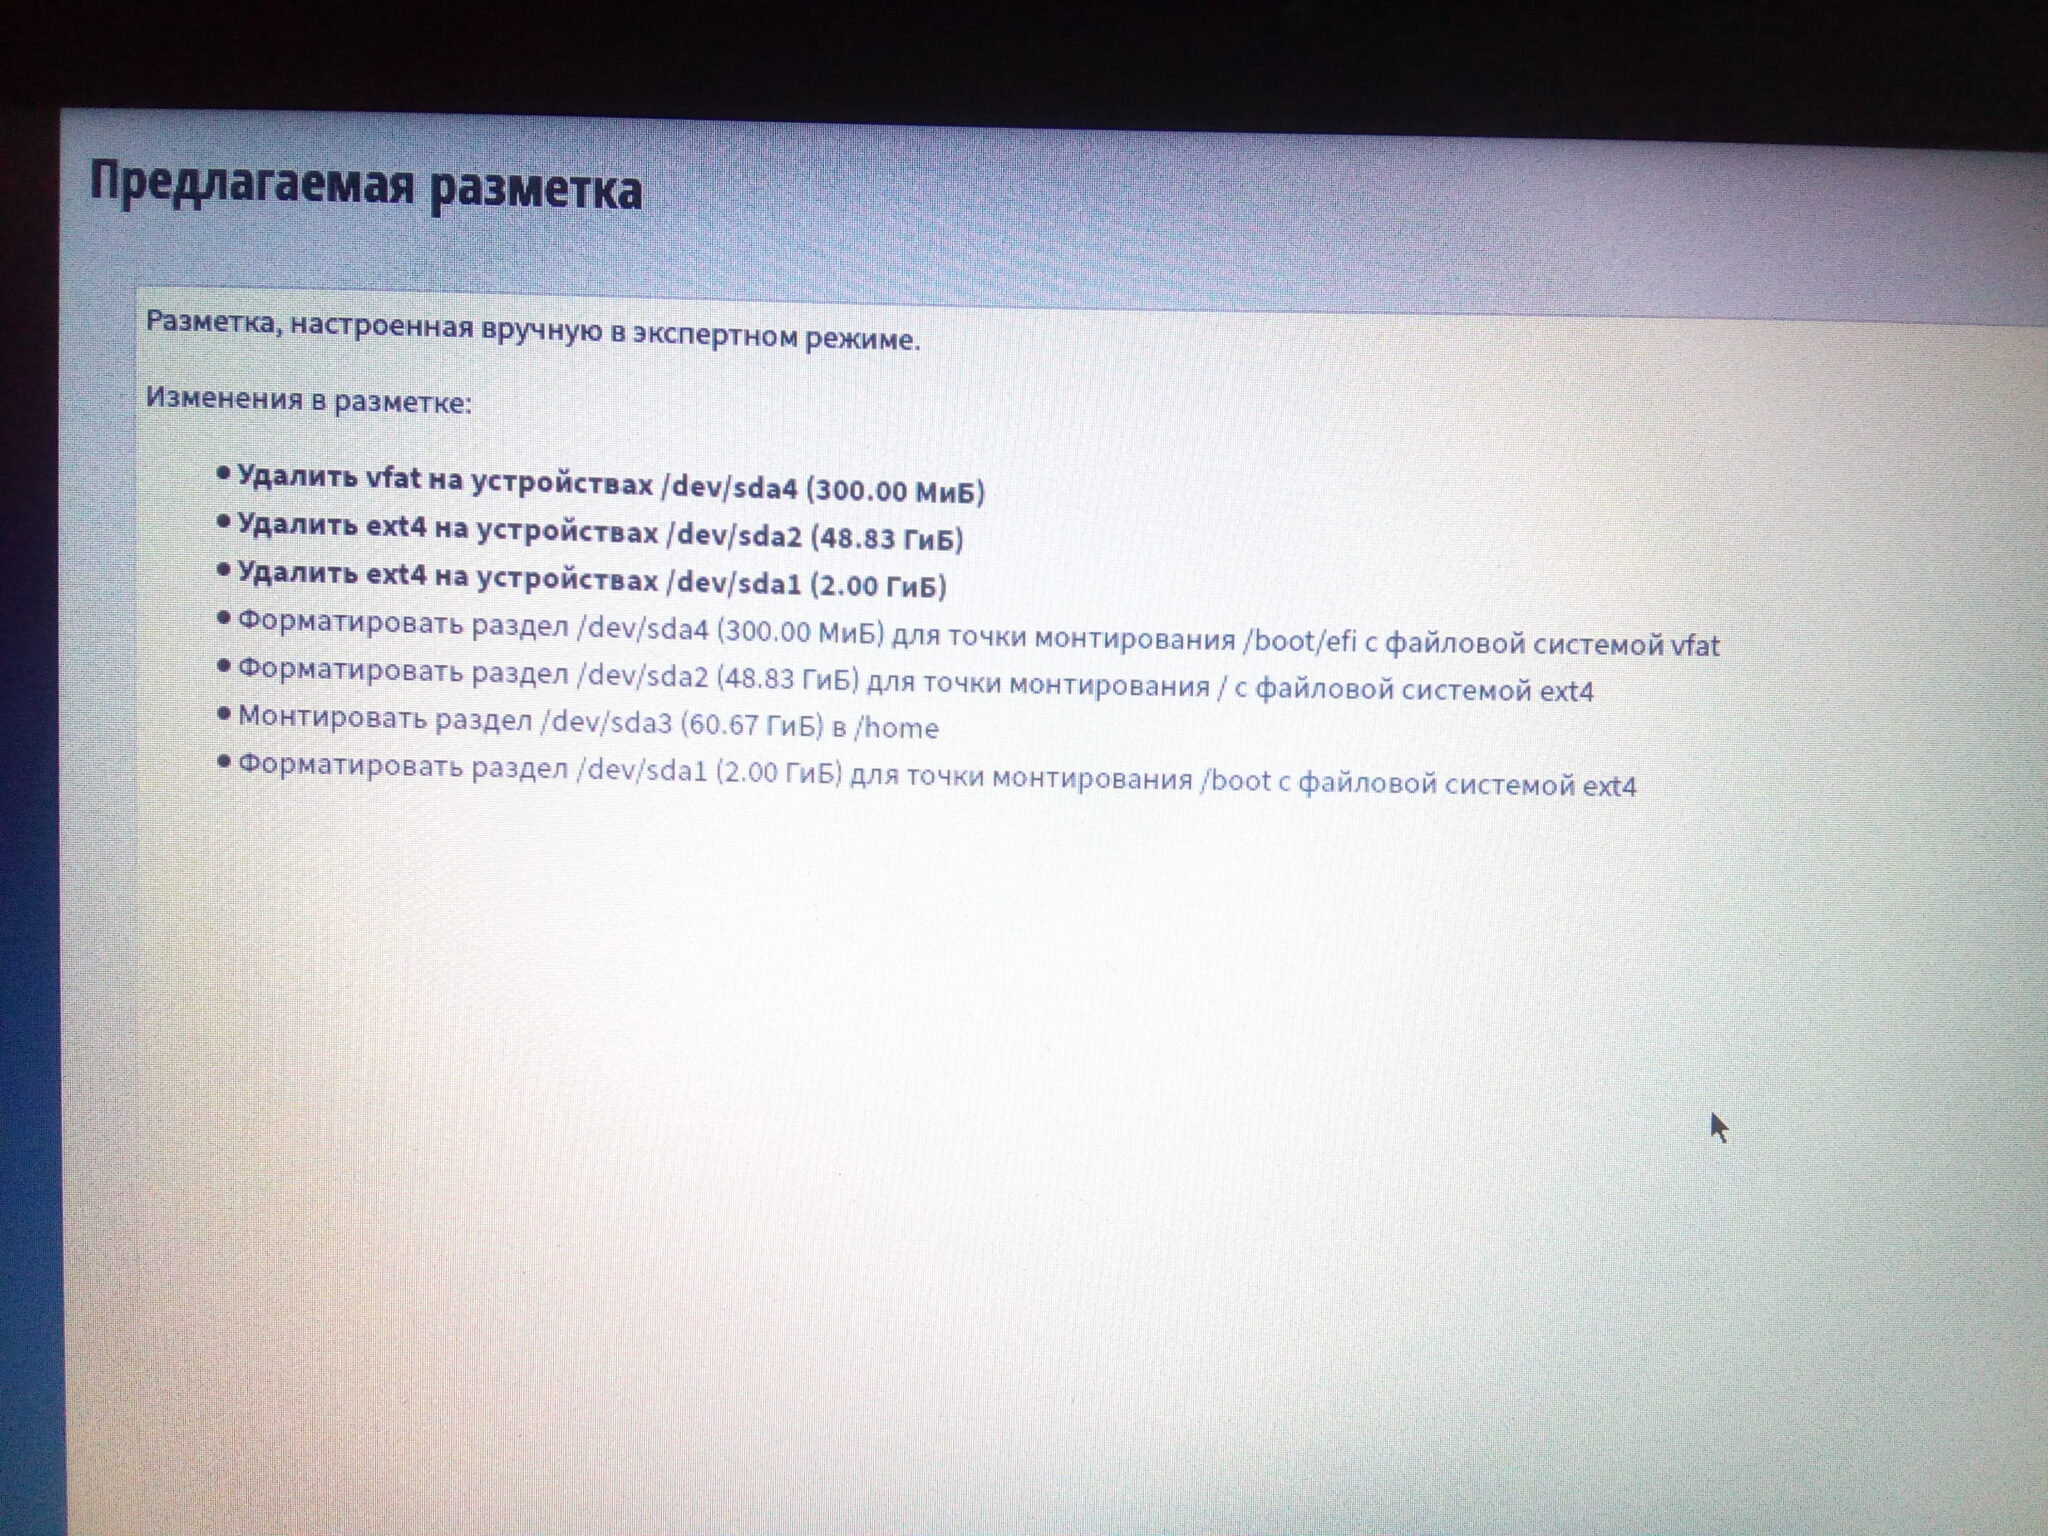 Предлагаемая разметка
Разметка, настроенная вручную в экспертном режиме.
Изменения в разметке:
● Удалить vfat на устройствах /dev/sda4 (300.00 МиБ)
● Удалить ext4 на устройствах /dev/sda2 (48.83 ГиБ)
● Удалить ext4 на устройствах /dev/sda1 (2.00 ГиБ)
● Форматировать раздел /dev/sda4 (300.00 МиБ) для точки монтирования /boot/efi с файловой системой vfat
● Форматировать раздел /dev/sda2 (48.83 ГиБ) для точки монтирования / с файловой системой ext4
● Монтировать раздел /dev/sda3 (60.67 ГиБ) в /home
● Форматировать раздел /dev/sda1 (2.00 ГиБ) для точки монтирования /boot с файловой системой ext4